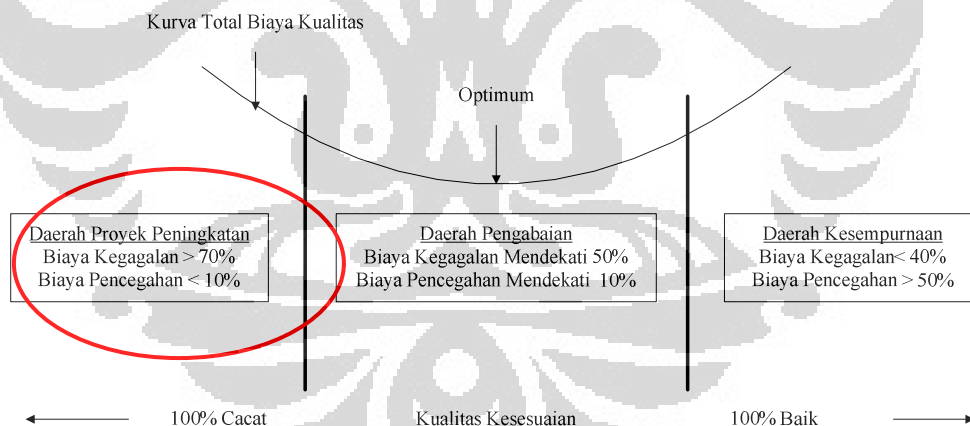 Kurva Total Biaya Kualitas
Optimum
Daerah Proyek Peningkatan
Biaya Kegagalan > 70%
Biaya Pencegahan < 10%
Daerah Pengabaian
Biaya Kegagalan Mendekati 50%
Biaya Pencegahan Mendekati 10%
Daerah Kesempurnaan
Biaya Kegagalan< 40%
Biaya Pencegahan > 50%
100% Cacat
Kualitas Kesesuaian
100% Baik